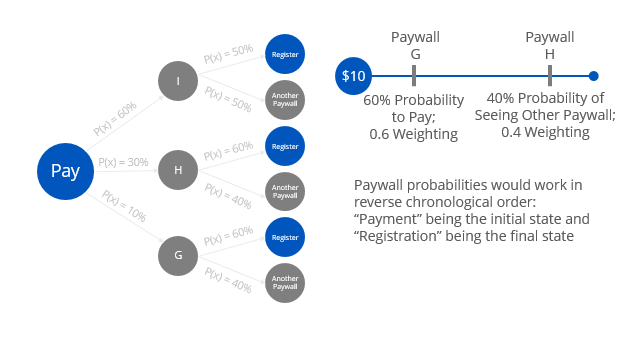 Pay
P(x) = 60%
P(x) = 30%
P(x) = 10%
I
H
G
P(x) = 50%
P(x) = 50%
P(x) = 60%
P(x) = 40%
P(x) = 60%
P(x) = 40%
Register
Another
Paywall
Register
Another
Paywall
Register
Another
Paywall
$10
Paywall
G
Paywall
H
60% Probability
to Pay;
0.6 Weighting
40% Probability of
Seeing Other Paywall;
0.4 Weighting
Paywall probabilities would work in
reverse chronological order:
“Payment” being the initial state and
“Registration” being the final state